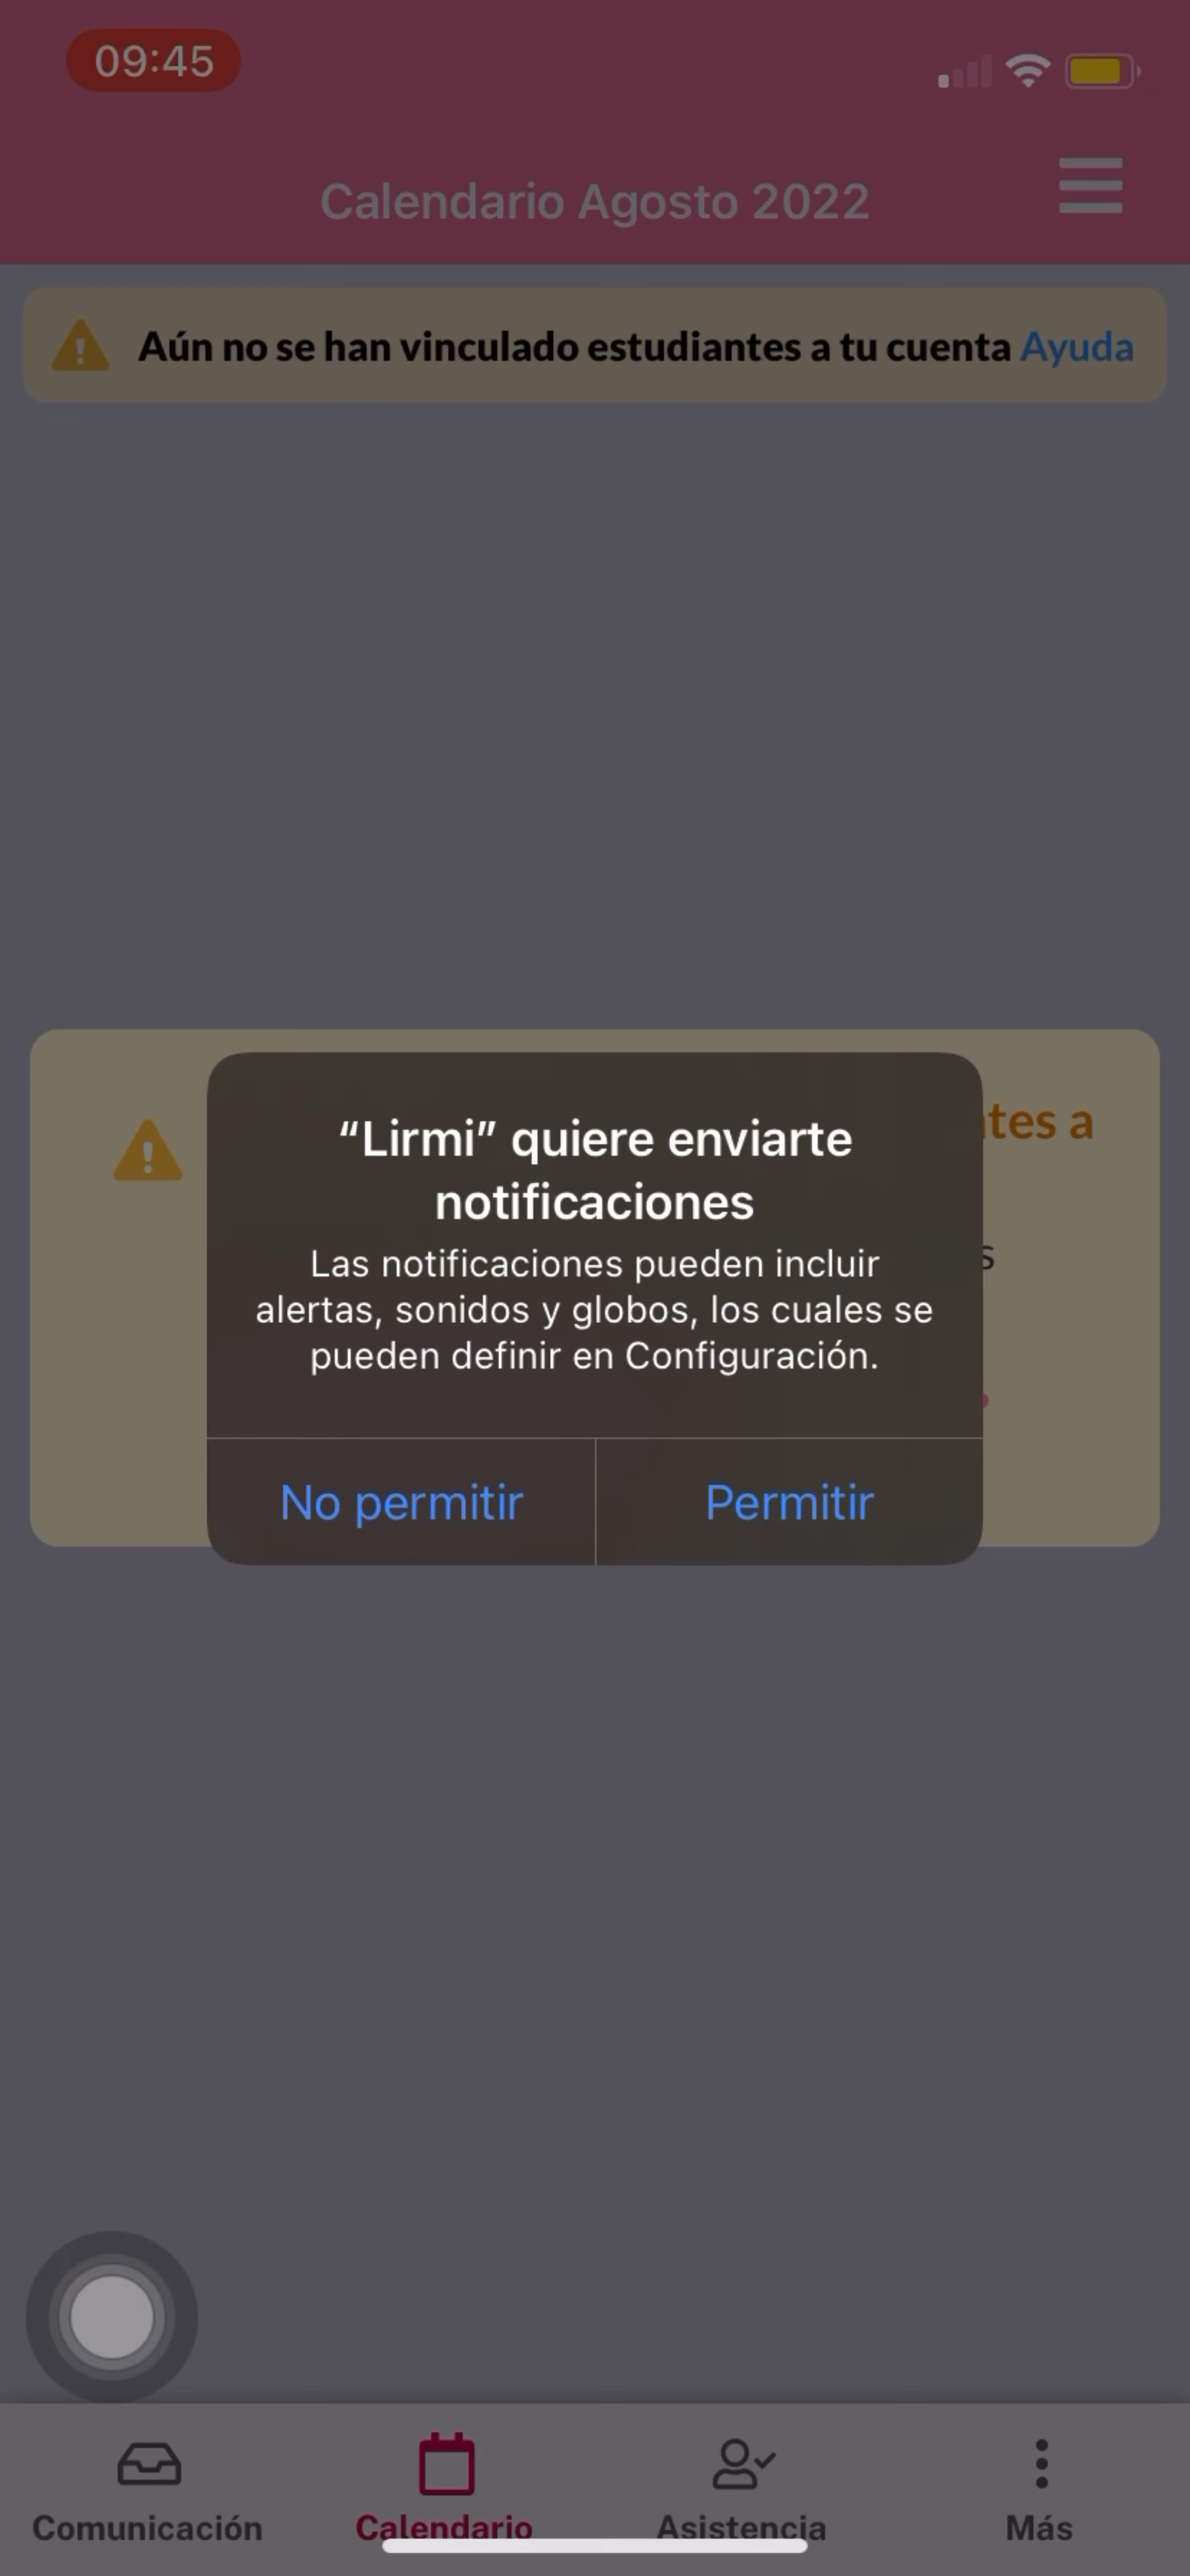 09:45
Calendario Agosto 2022
Aún no se han vinculado estudiantes a tu cuenta Ayuda
a
“Lirmi” quiere enviarte
notificaciones
Las notificaciones pueden incluir
alertas, sonidos y globos, los cuales se
pueden definir en Configuración.
No permitir
Permitir
Comunicación
Calendario
Asistencia
Más